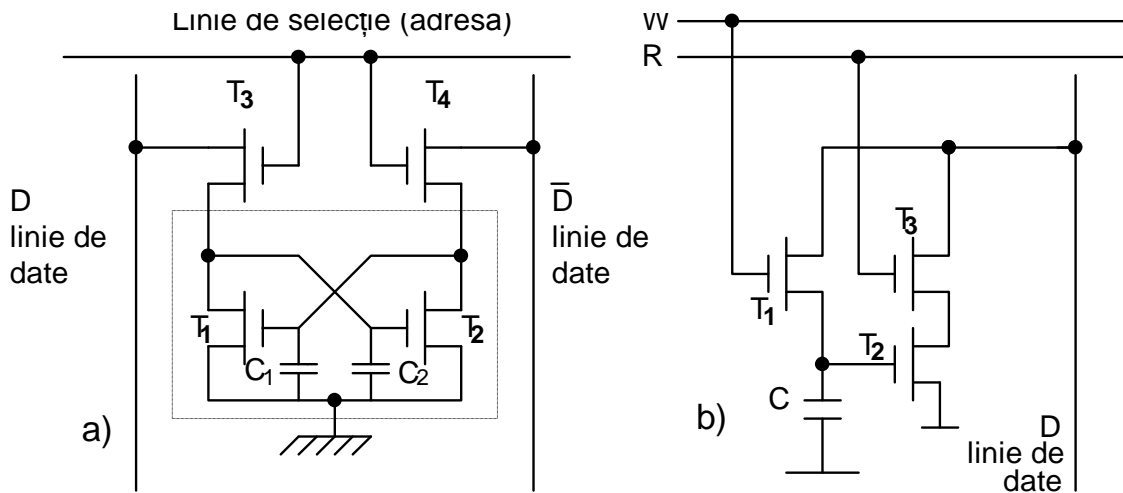 Linie de selecție (adresă)
T3
T4
D
linie de
date
D̅
linie de
date
T1
T2
C1
C2
a)
W
R
T3
T1
T2
C
b)
D
linie de
date